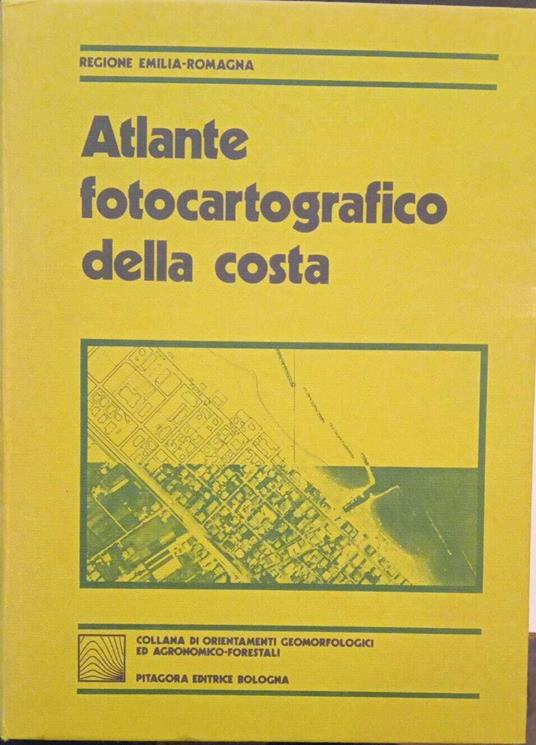 REGIONE EMILIA-ROMAGNA
Atlante
fotocartografico
della costa
COLLANA DI ORIENTAMENTI GEOMORFOLOGICI
ED AGRONOMICO-FORESTALI
PITAGORA EDITRICE BOLOGNA